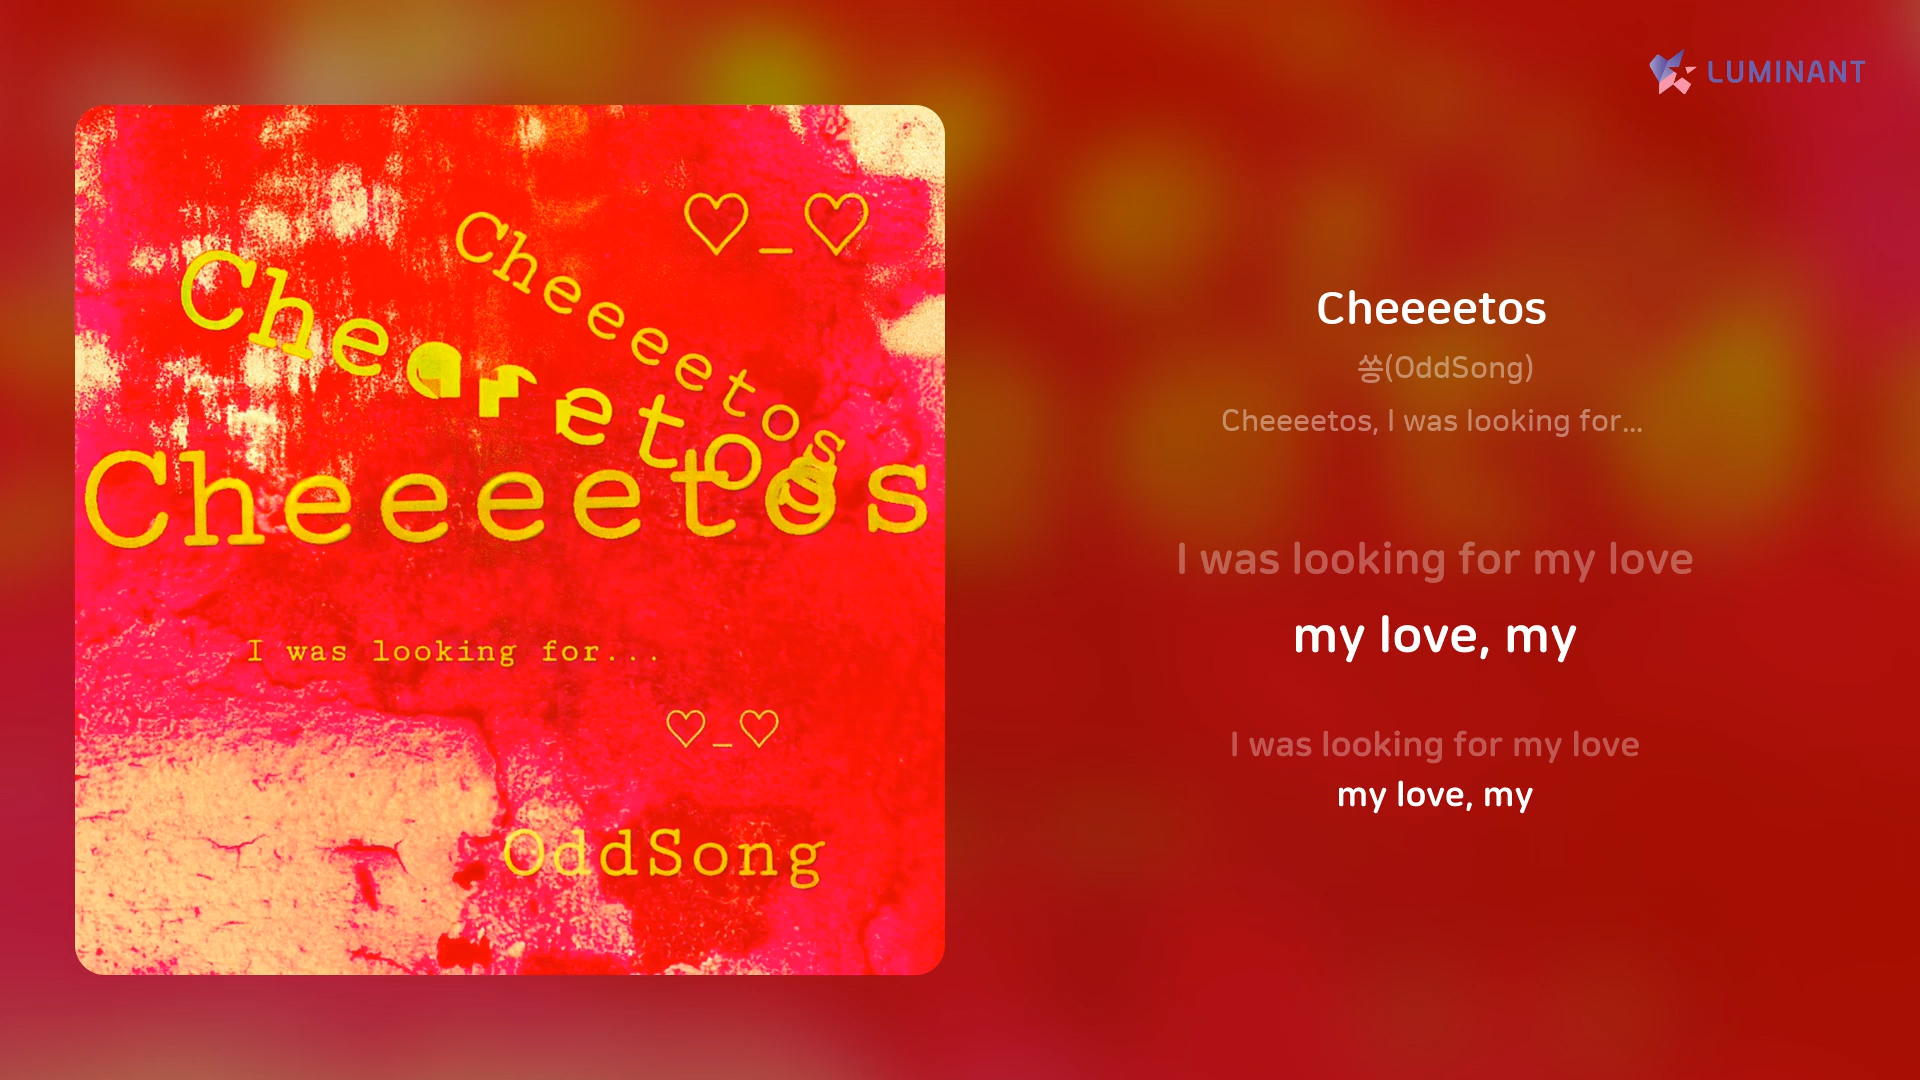 LUMINANT
♡_♡
Cheeeetos
Chearetos
Cheeeetos
I was looking for...
♡_♡
OddSong
Cheeeetos
쏭(OddSong)
Cheeeetos, I was looking for...
I was looking for my love
my love, my
I was looking for my love
my love, my